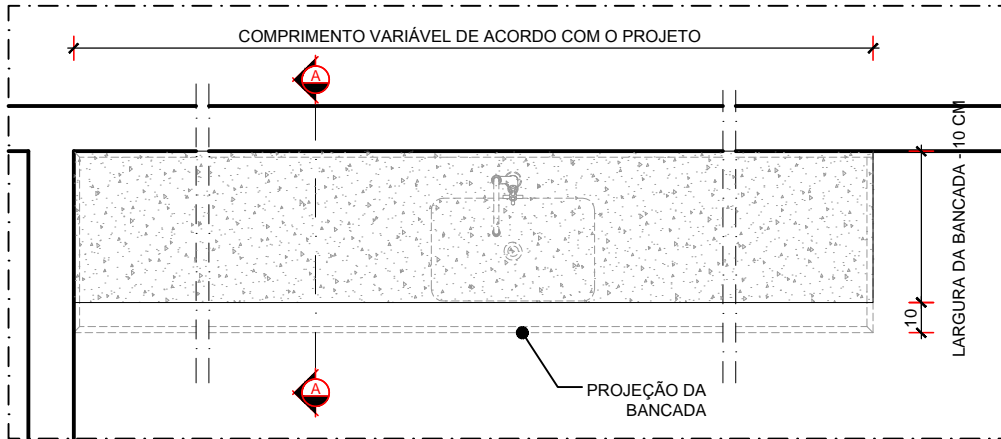 COMPRIMENTO VARIÁVEL DE ACORDO COM O PROJETO
A
LARGURA DA BANCADA - 10 CM
10
A
PROJEÇÃO DA
BANCADA